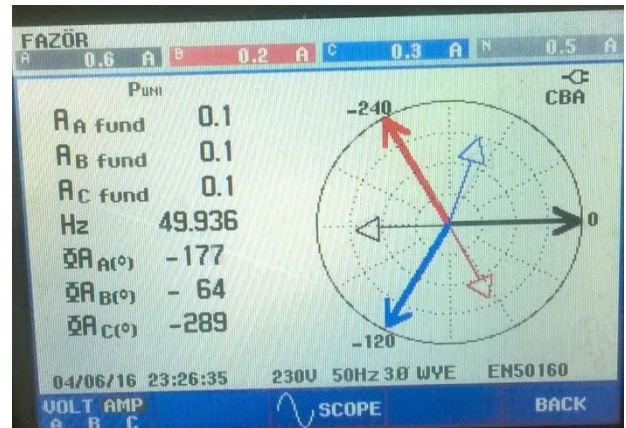 FAZÖR
A 0.6 A B 0.2 A C 0.3 A N 0.5 A
PUNI
CBA
AA fund 0.1
AB fund 0.1
AC fund 0.1
Hz 49.936
ΦA A(°) -177
ΦA B(°) - 64
ΦA C(°) -289
-240
0
-120
04/06/16 23:26:35 230V 50Hz 3Ø WYE EN50160
VOLT AMP SCOPE BACK
A B C